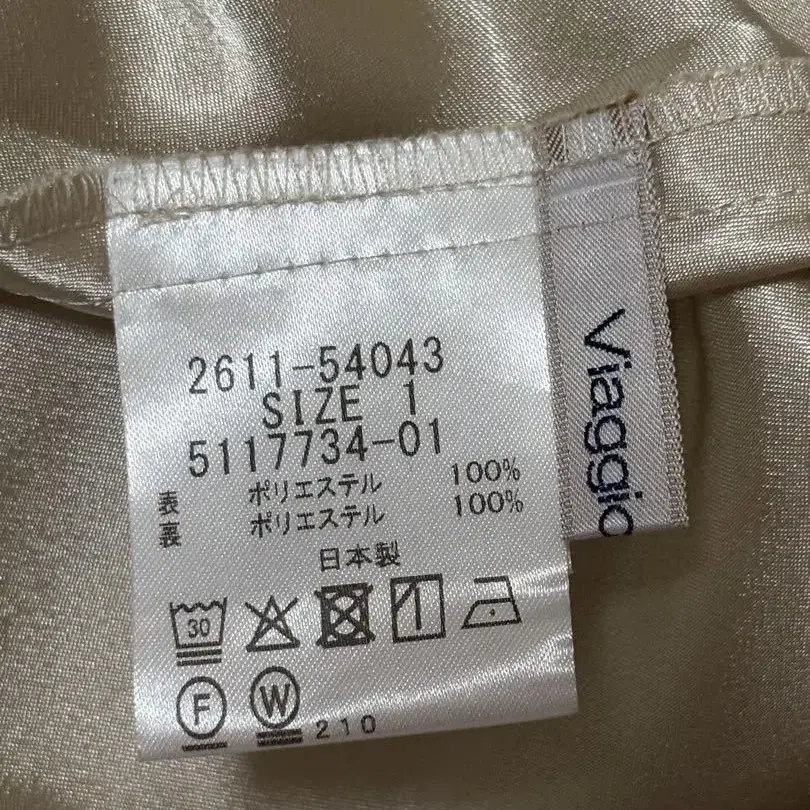 2611-54043
SIZE 1
5117734-01
表 ポリエステル 100%
裏 ポリエステル 100%
日本製
30
F W 210
Viaggio